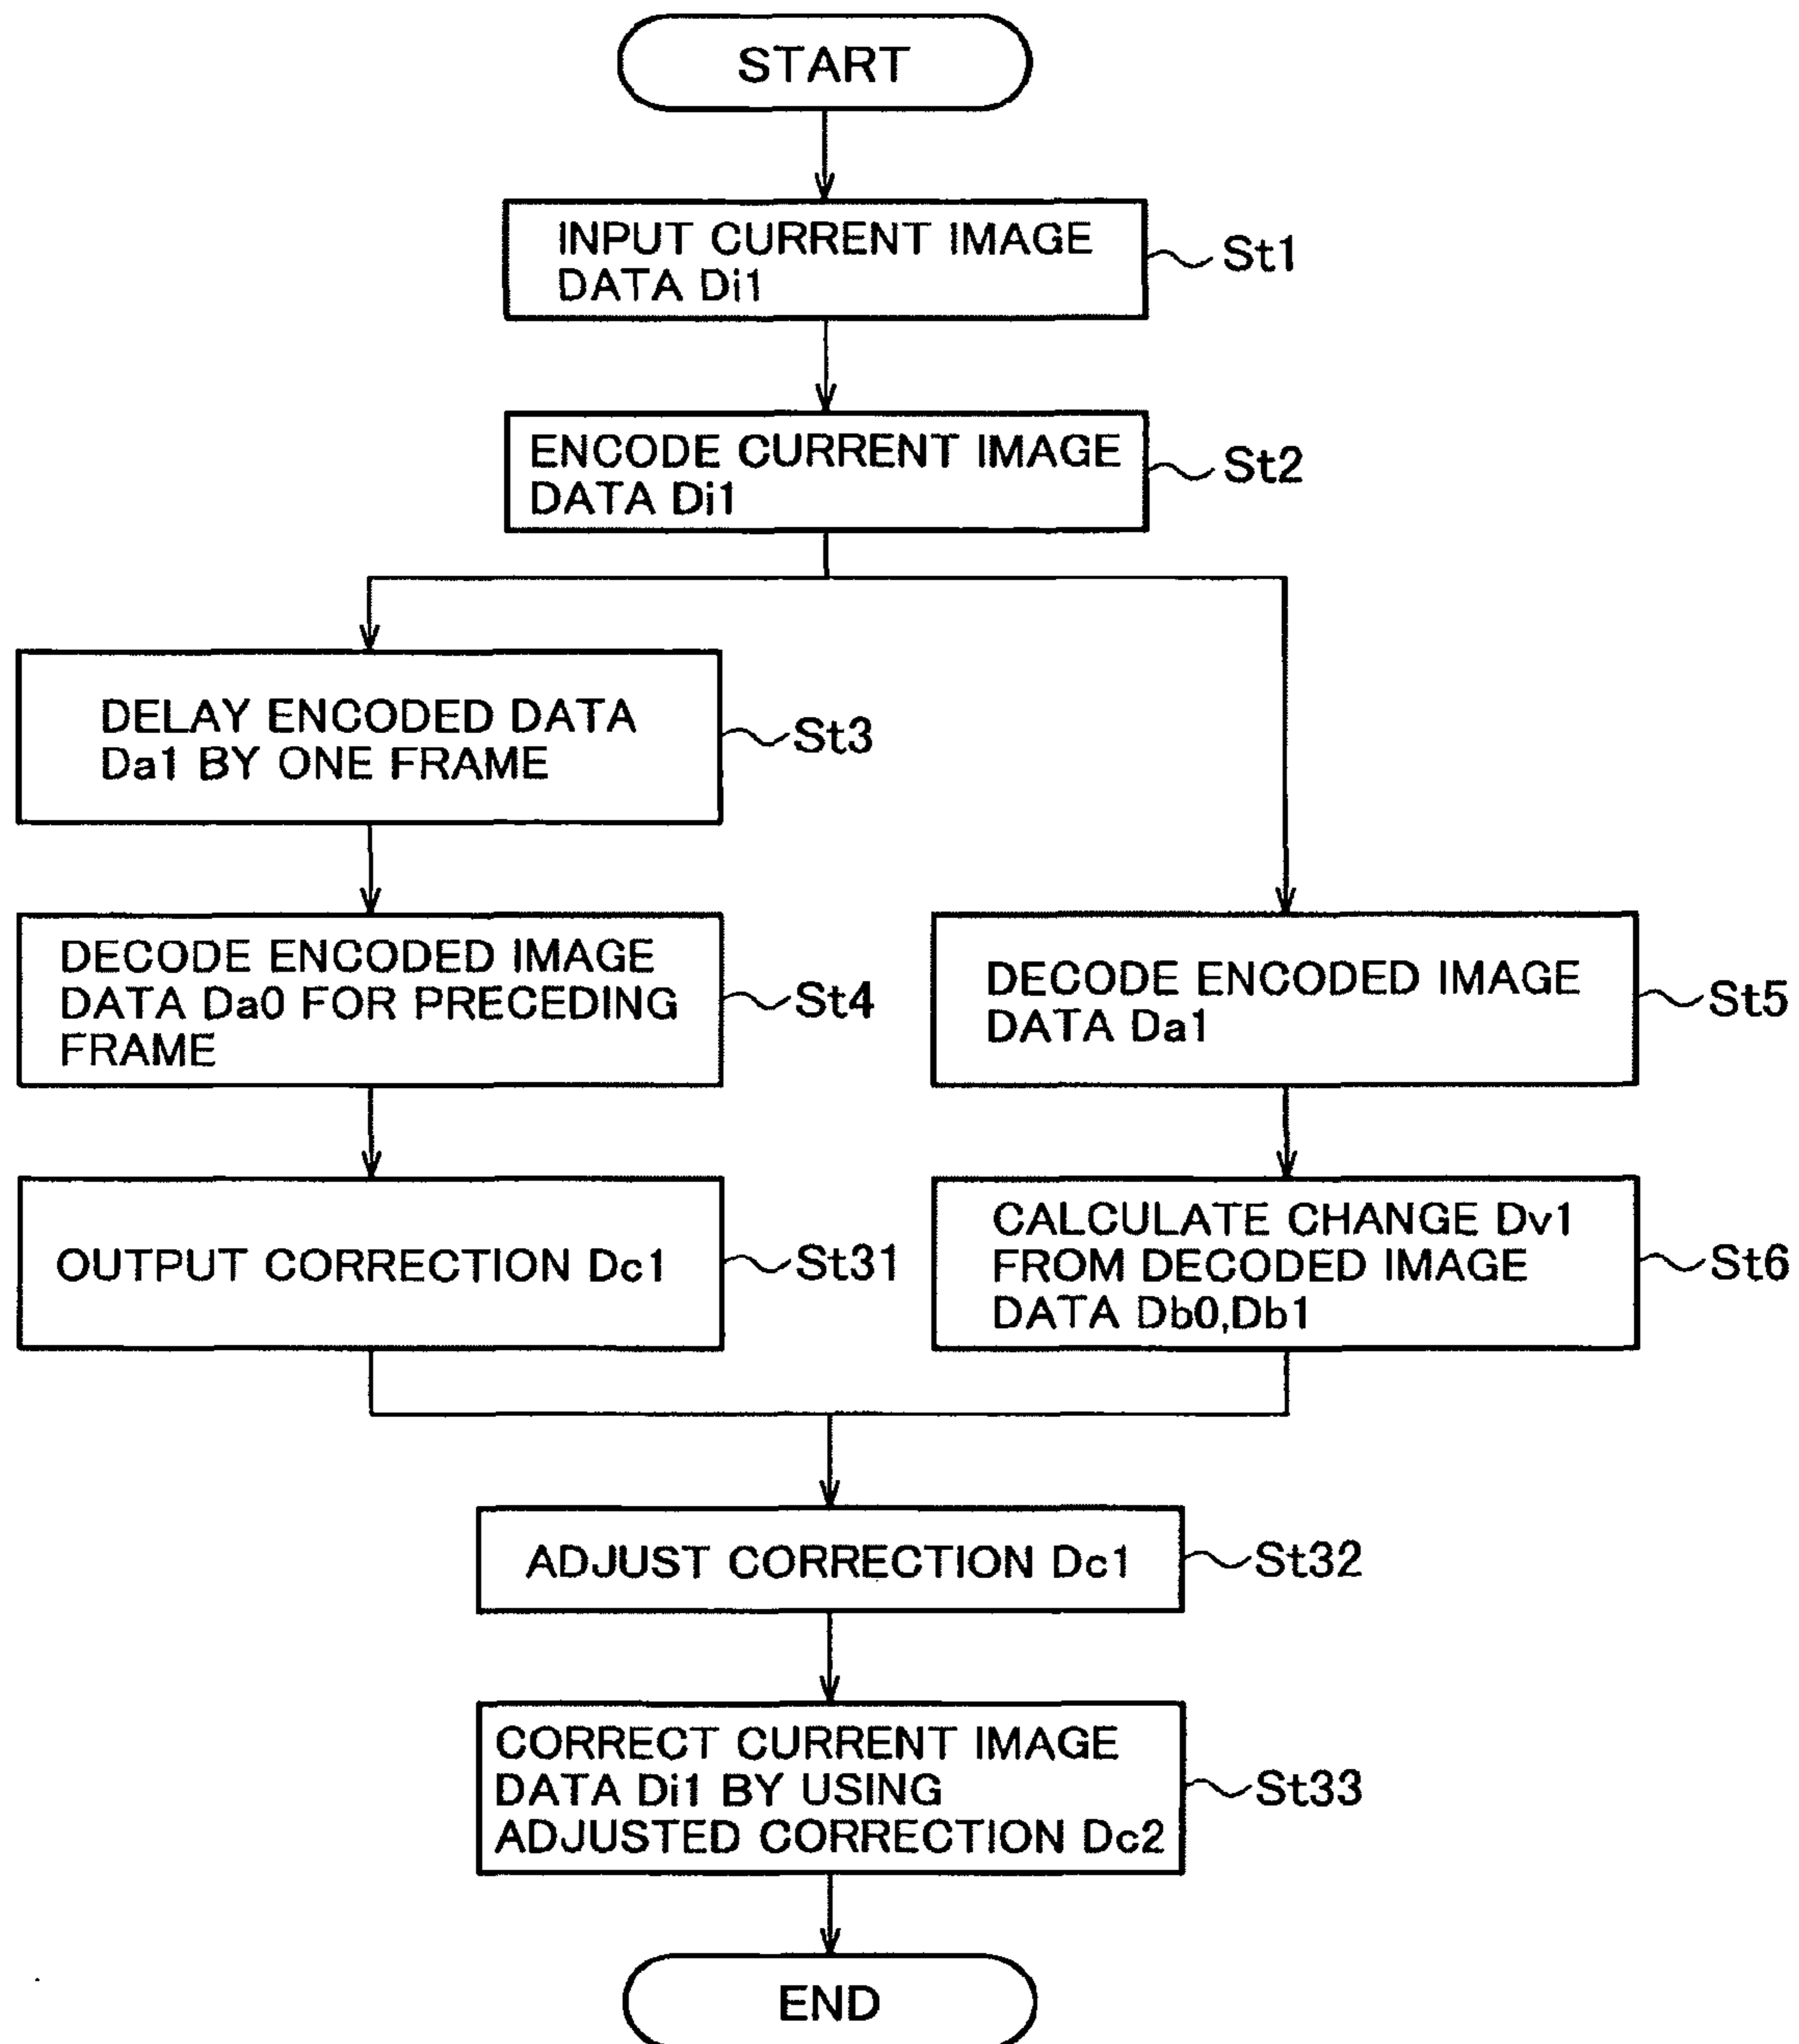 START
INPUT CURRENT IMAGE
DATA Di1
St1
ENCODE CURRENT IMAGE
DATA Di1
St2
DELAY ENCODED DATA
Da1 BY ONE FRAME
St3
DECODE ENCODED IMAGE
DATA Da0 FOR PRECEDING
FRAME
St4
DECODE ENCODED IMAGE
DATA Da1
St5
OUTPUT CORRECTION Dc1
St31
CALCULATE CHANGE Dv1
FROM DECODED IMAGE
DATA Db0,Db1
St6
ADJUST CORRECTION Dc1
St32
CORRECT CURRENT IMAGE
DATA Di1 BY USING
ADJUSTED CORRECTION Dc2
St33
END